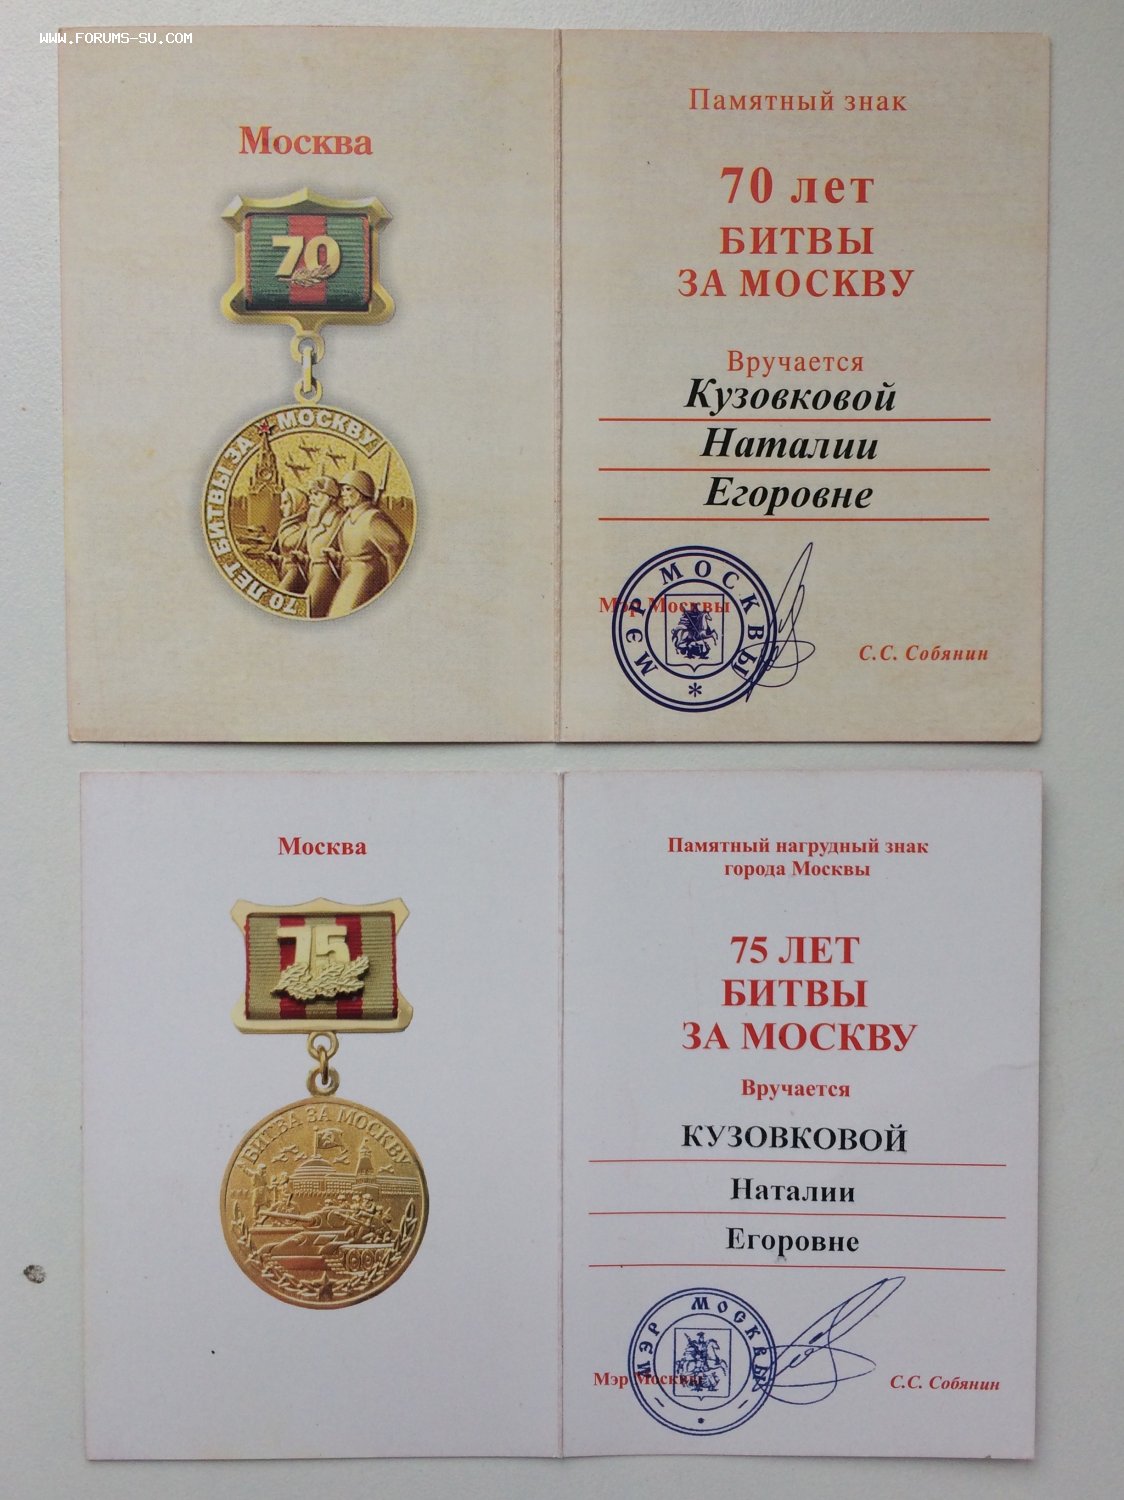 WWW.FORUMS-SU.COM
Москва
70
70 ЛЕТ БИТВЫ ЗА МОСКВУ
Памятный знак
70 лет
БИТВЫ
ЗА МОСКВУ
Вручается
Кузовковой
Наталии
Егоровне
МЭР МОСКВЫ
Мэр Москвы
С.С. Собянин
Москва
75
БИТВА ЗА МОСКВУ
Памятный нагрудный знак
города Москвы
75 ЛЕТ
БИТВЫ
ЗА МОСКВУ
Вручается
КУЗОВКОВОЙ
Наталии
Егоровне
МЭР МОСКВЫ
Мэр Москвы
С.С. Собянин